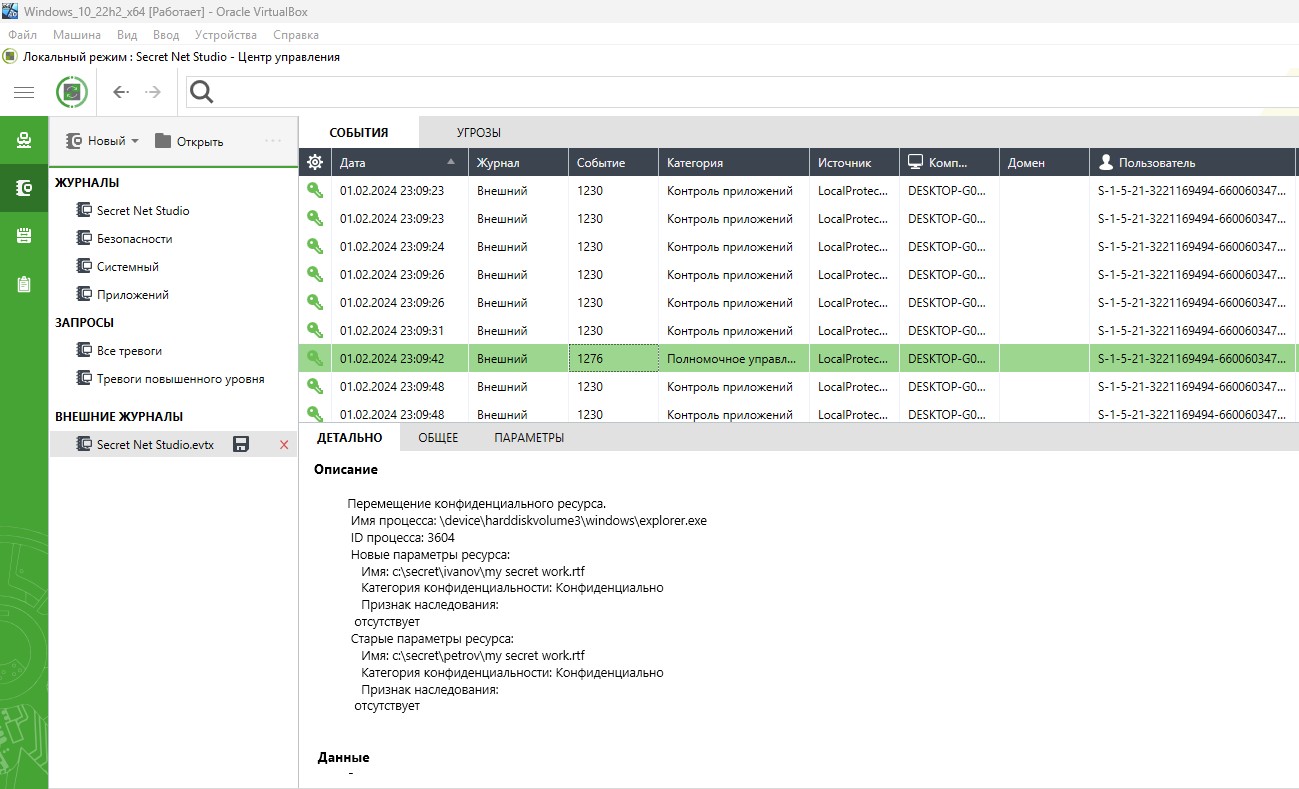 Windows_10_22h2_x64 [Работает] - Oracle VirtualBox
Файл Машина Вид Ввод Устройства Справка
Локальный режим : Secret Net Studio - Центр управления
Новый Открыть ...
СОБЫТИЯ УГРОЗЫ
Дата Журнал Событие Категория Источник Комп... Домен Пользователь
ЖУРНАЛЫ
Secret Net Studio
Безопасности
Системный
Приложений
ЗАПРОСЫ
Все тревоги
Тревоги повышенного уровня
ВНЕШНИЕ ЖУРНАЛЫ
Secret Net Studio.evtx
01.02.2024 23:09:23 Внешний 1230 Контроль приложений LocalProtec... DESKTOP-G0... S-1-5-21-3221169494-660060347...
01.02.2024 23:09:23 Внешний 1230 Контроль приложений LocalProtec... DESKTOP-G0... S-1-5-21-3221169494-660060347...
01.02.2024 23:09:24 Внешний 1230 Контроль приложений LocalProtec... DESKTOP-G0... S-1-5-21-3221169494-660060347...
01.02.2024 23:09:26 Внешний 1230 Контроль приложений LocalProtec... DESKTOP-G0... S-1-5-21-3221169494-660060347...
01.02.2024 23:09:26 Внешний 1230 Контроль приложений LocalProtec... DESKTOP-G0... S-1-5-21-3221169494-660060347...
01.02.2024 23:09:31 Внешний 1230 Контроль приложений LocalProtec... DESKTOP-G0... S-1-5-21-3221169494-660060347...
01.02.2024 23:09:42 Внешний 1276 Полномочное управл... LocalProtec... DESKTOP-G0... S-1-5-21-3221169494-660060347...
01.02.2024 23:09:48 Внешний 1230 Контроль приложений LocalProtec... DESKTOP-G0... S-1-5-21-3221169494-660060347...
01.02.2024 23:09:48 Внешний 1230 Контроль приложений LocalProtec... DESKTOP-G0... S-1-5-21-3221169494-660060347...
ДЕТАЛЬНО ОБЩЕЕ ПАРАМЕТРЫ
Описание
Перемещение конфиденциального ресурса.
Имя процесса: \device\harddiskvolume3\windows\explorer.exe
ID процесса: 3604
Новые параметры ресурса:
Имя: c:\secret\ivanov\my secret work.rtf
Категория конфиденциальности: Конфиденциально
Признак наследования:
отсутствует
Старые параметры ресурса:
Имя: c:\secret\petrov\my secret work.rtf
Категория конфиденциальности: Конфиденциально
Признак наследования:
отсутствует
Данные
-